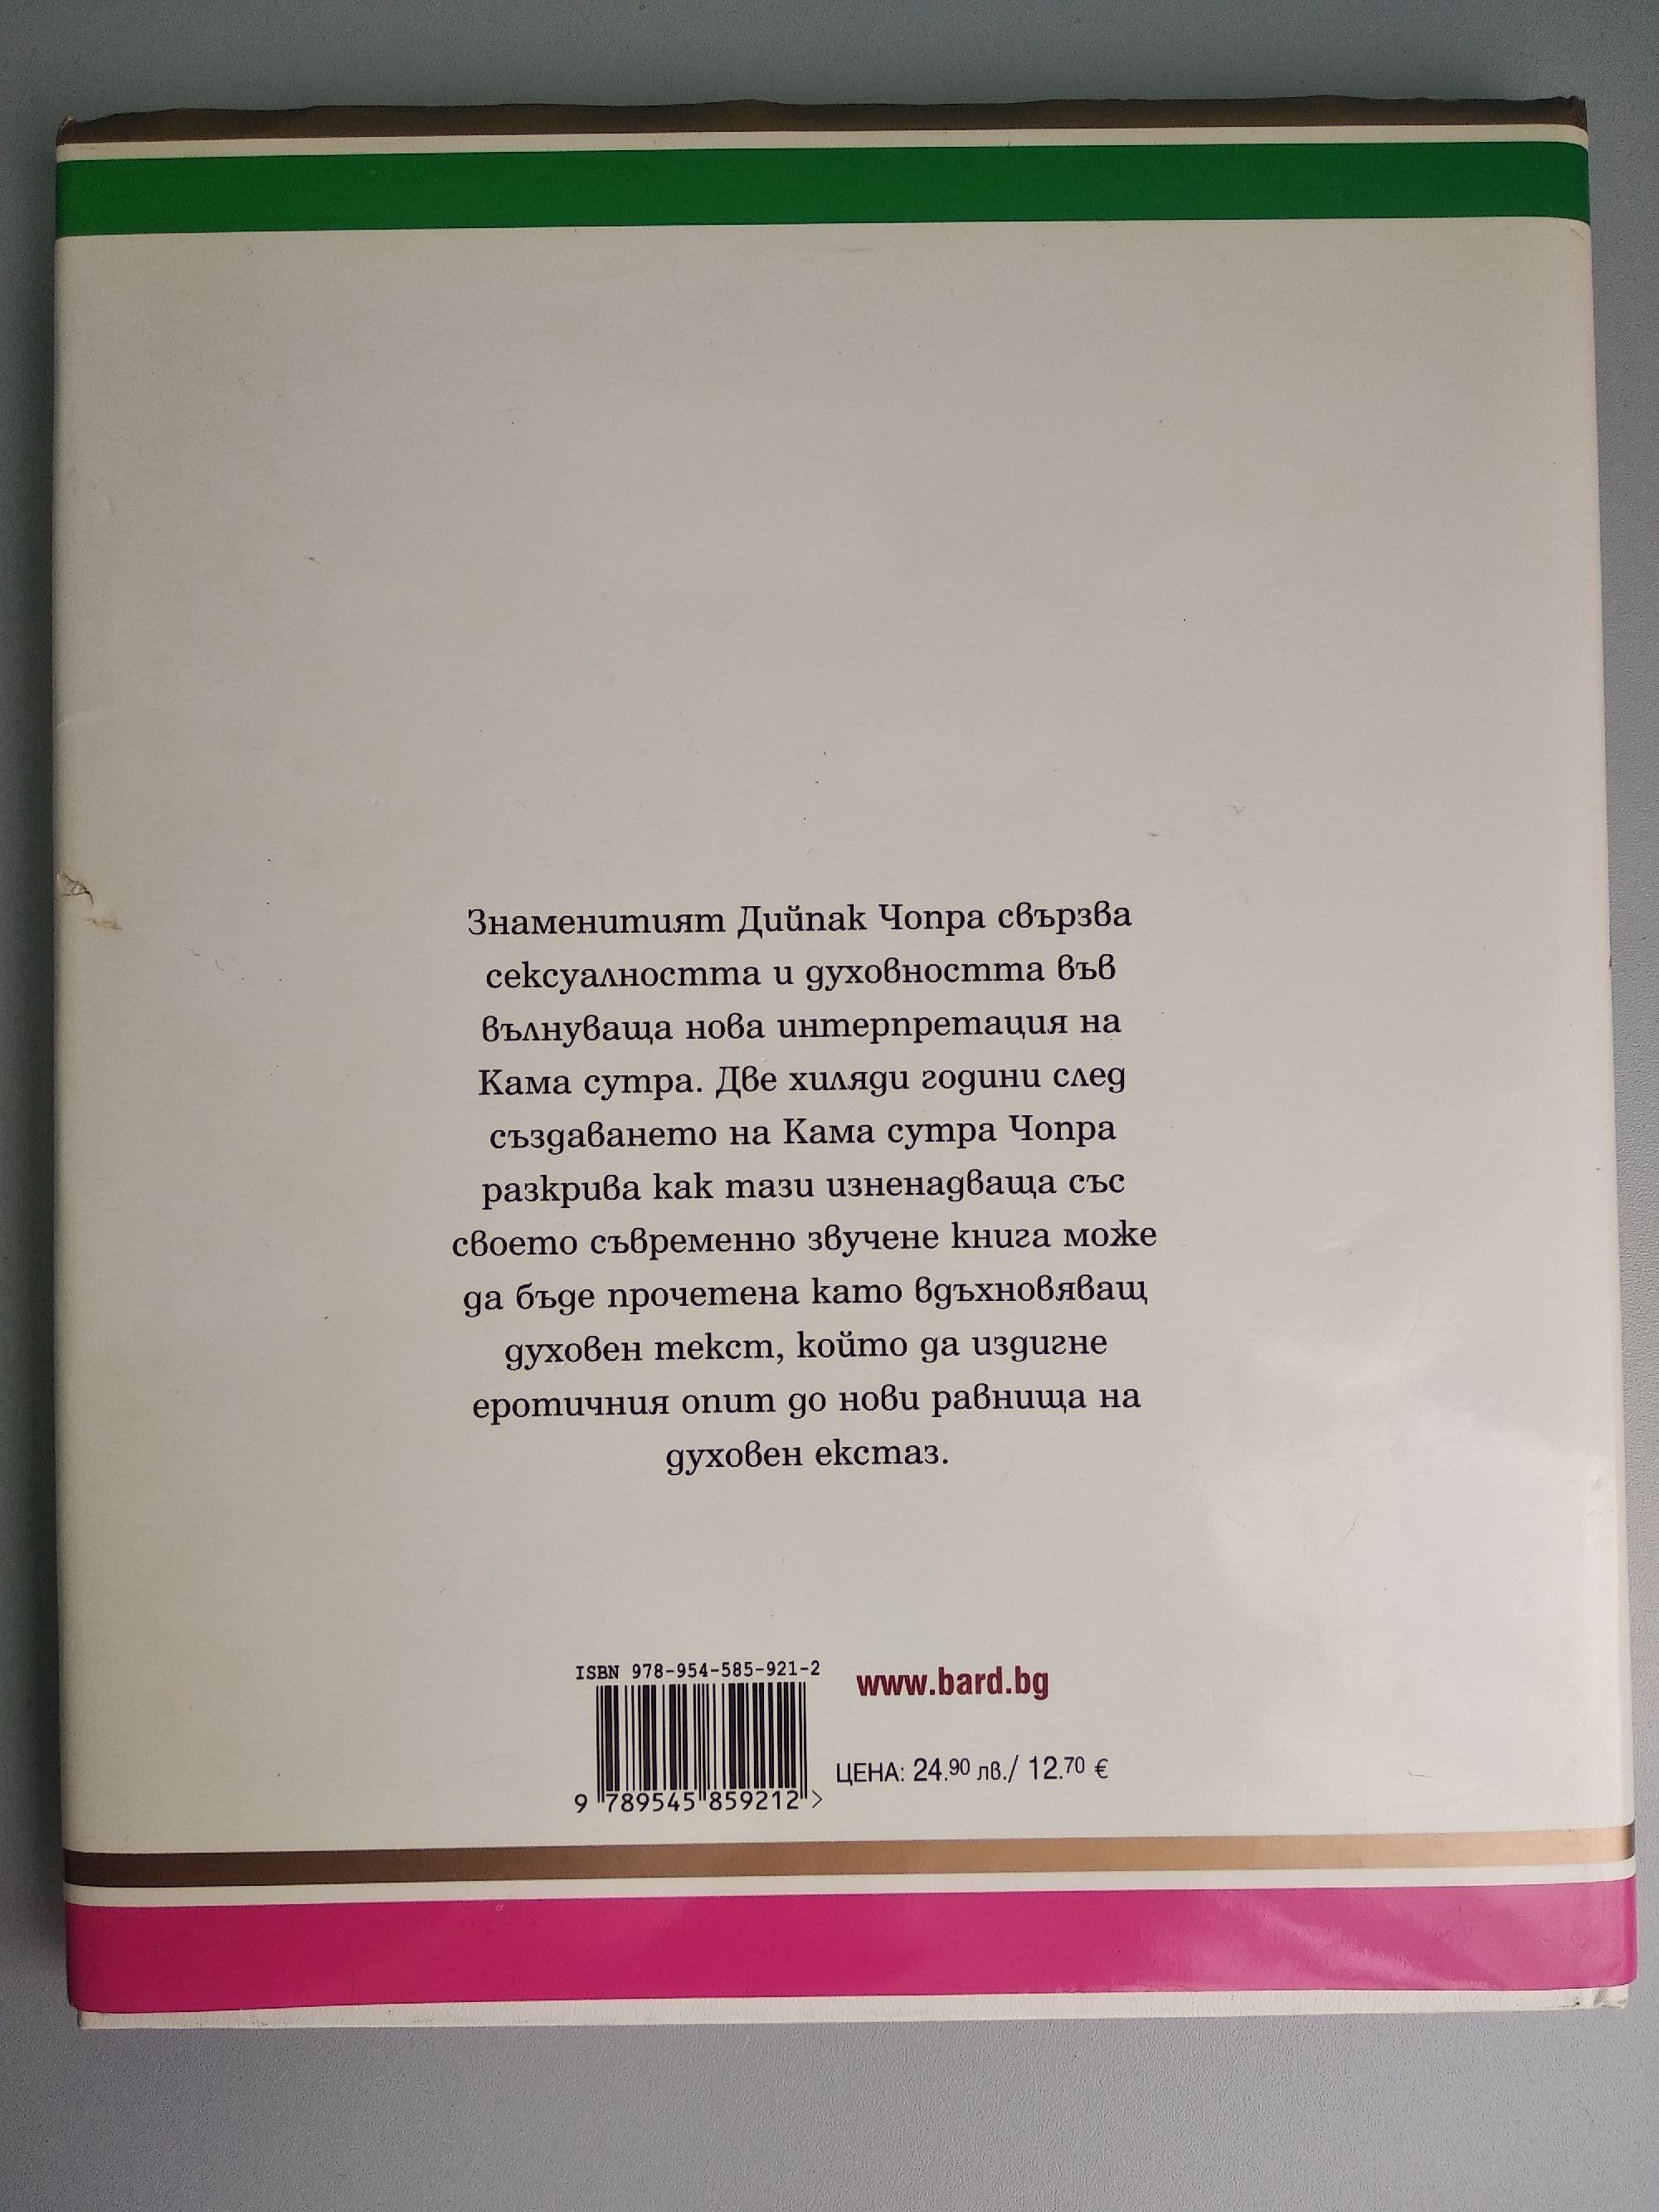 Знаменитият Дийпак Чопра свързва
сексуалността и духовността във
вълнуваща нова интерпретация на
Кама сутра. Две хиляди години след
създаването на Кама сутра Чопра
разкрива как тази изненадваща със
своето съвременно звучене книга може
да бъде прочетена като вдъхновяващ
духовен текст, който да издигне
еротичния опит до нови равнища на
духовен екстаз.
ISBN 978-954-585-921-2
www.bard.bg
ЦЕНА: 24.90 лв./ 12.70 €
9 789545 859212 >